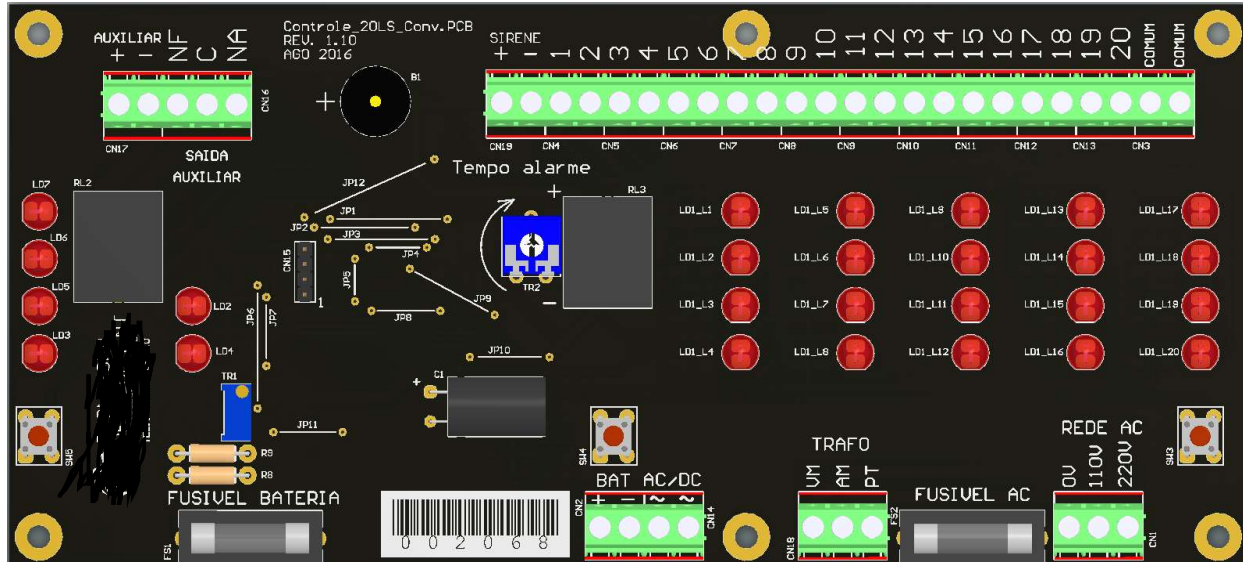 AUXILIAR
+ - NF C NA
CN16
CN17
SAIDA
AUXILIAR
Controle_20LS_Conv.PCB
REV. 1.10
AGO 2016
+
B1
SIRENE
+ - 1 2 3 4 5 6 7 8 9 10 11 12 13 14 15 16 17 18 19 20 COMUM COMUM
CN19 CN4 CN5 CN6 CN7 CN8 CN9 CN10 CN11 CN12 CN13 CN3
Tempo alarme
LD7
RL2
LD6
LD5
LD3
LD2
LD4
JP12
JP1
JP2
JP3
JP4
CN15
1
JP5
JP9
JP8
JP6
JP7
JP10
JP11
+
TR2
-
RL3
LD1_L1 LD1_L5 LD1_L9 LD1_L13 LD1_L17
LD1_L2 LD1_L6 LD1_L10 LD1_L14 LD1_L18
LD1_L3 LD1_L7 LD1_L11 LD1_L15 LD1_L19
LD1_L4 LD1_L8 LD1_L12 LD1_L16 LD1_L20
TR1
+
C1
SW5
R9
R8
SW4
SW3
FUSIVEL BATERIA
FS1
002068
BAT AC/DC
+ - ~ ~
CN2
CN14
TRAFO
VM AM PT
CN18
FUSIVEL AC
FS2
REDE AC
0V 110V 220V
CN1